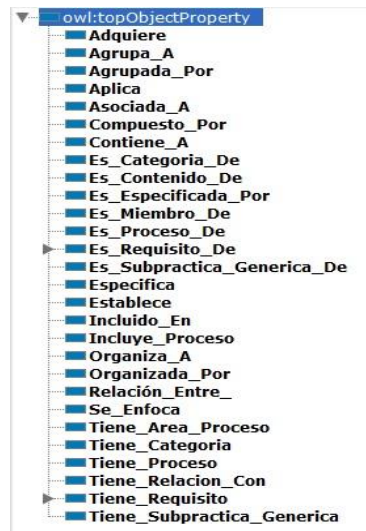 owl:topObjectProperty
Adquiere
Agrupa_A
Agrupada_Por
Aplica
Asociada_A
Compuesto_Por
Contiene_A
Es_Categoria_De
Es_Contenido_De
Es_Especificada_Por
Es_Miembro_De
Es_Proceso_De
Es_Requisito_De
Es_Subpractica_Generica_De
Especifica
Establece
Incluido_En
Incluye_Proceso
Organiza_A
Organizada_Por
Relación_Entre_
Se_Enfoca
Tiene_Area_Proceso
Tiene_Categoria
Tiene_Proceso
Tiene_Relacion_Con
Tiene_Requisito
Tiene_Subpractica_Generica